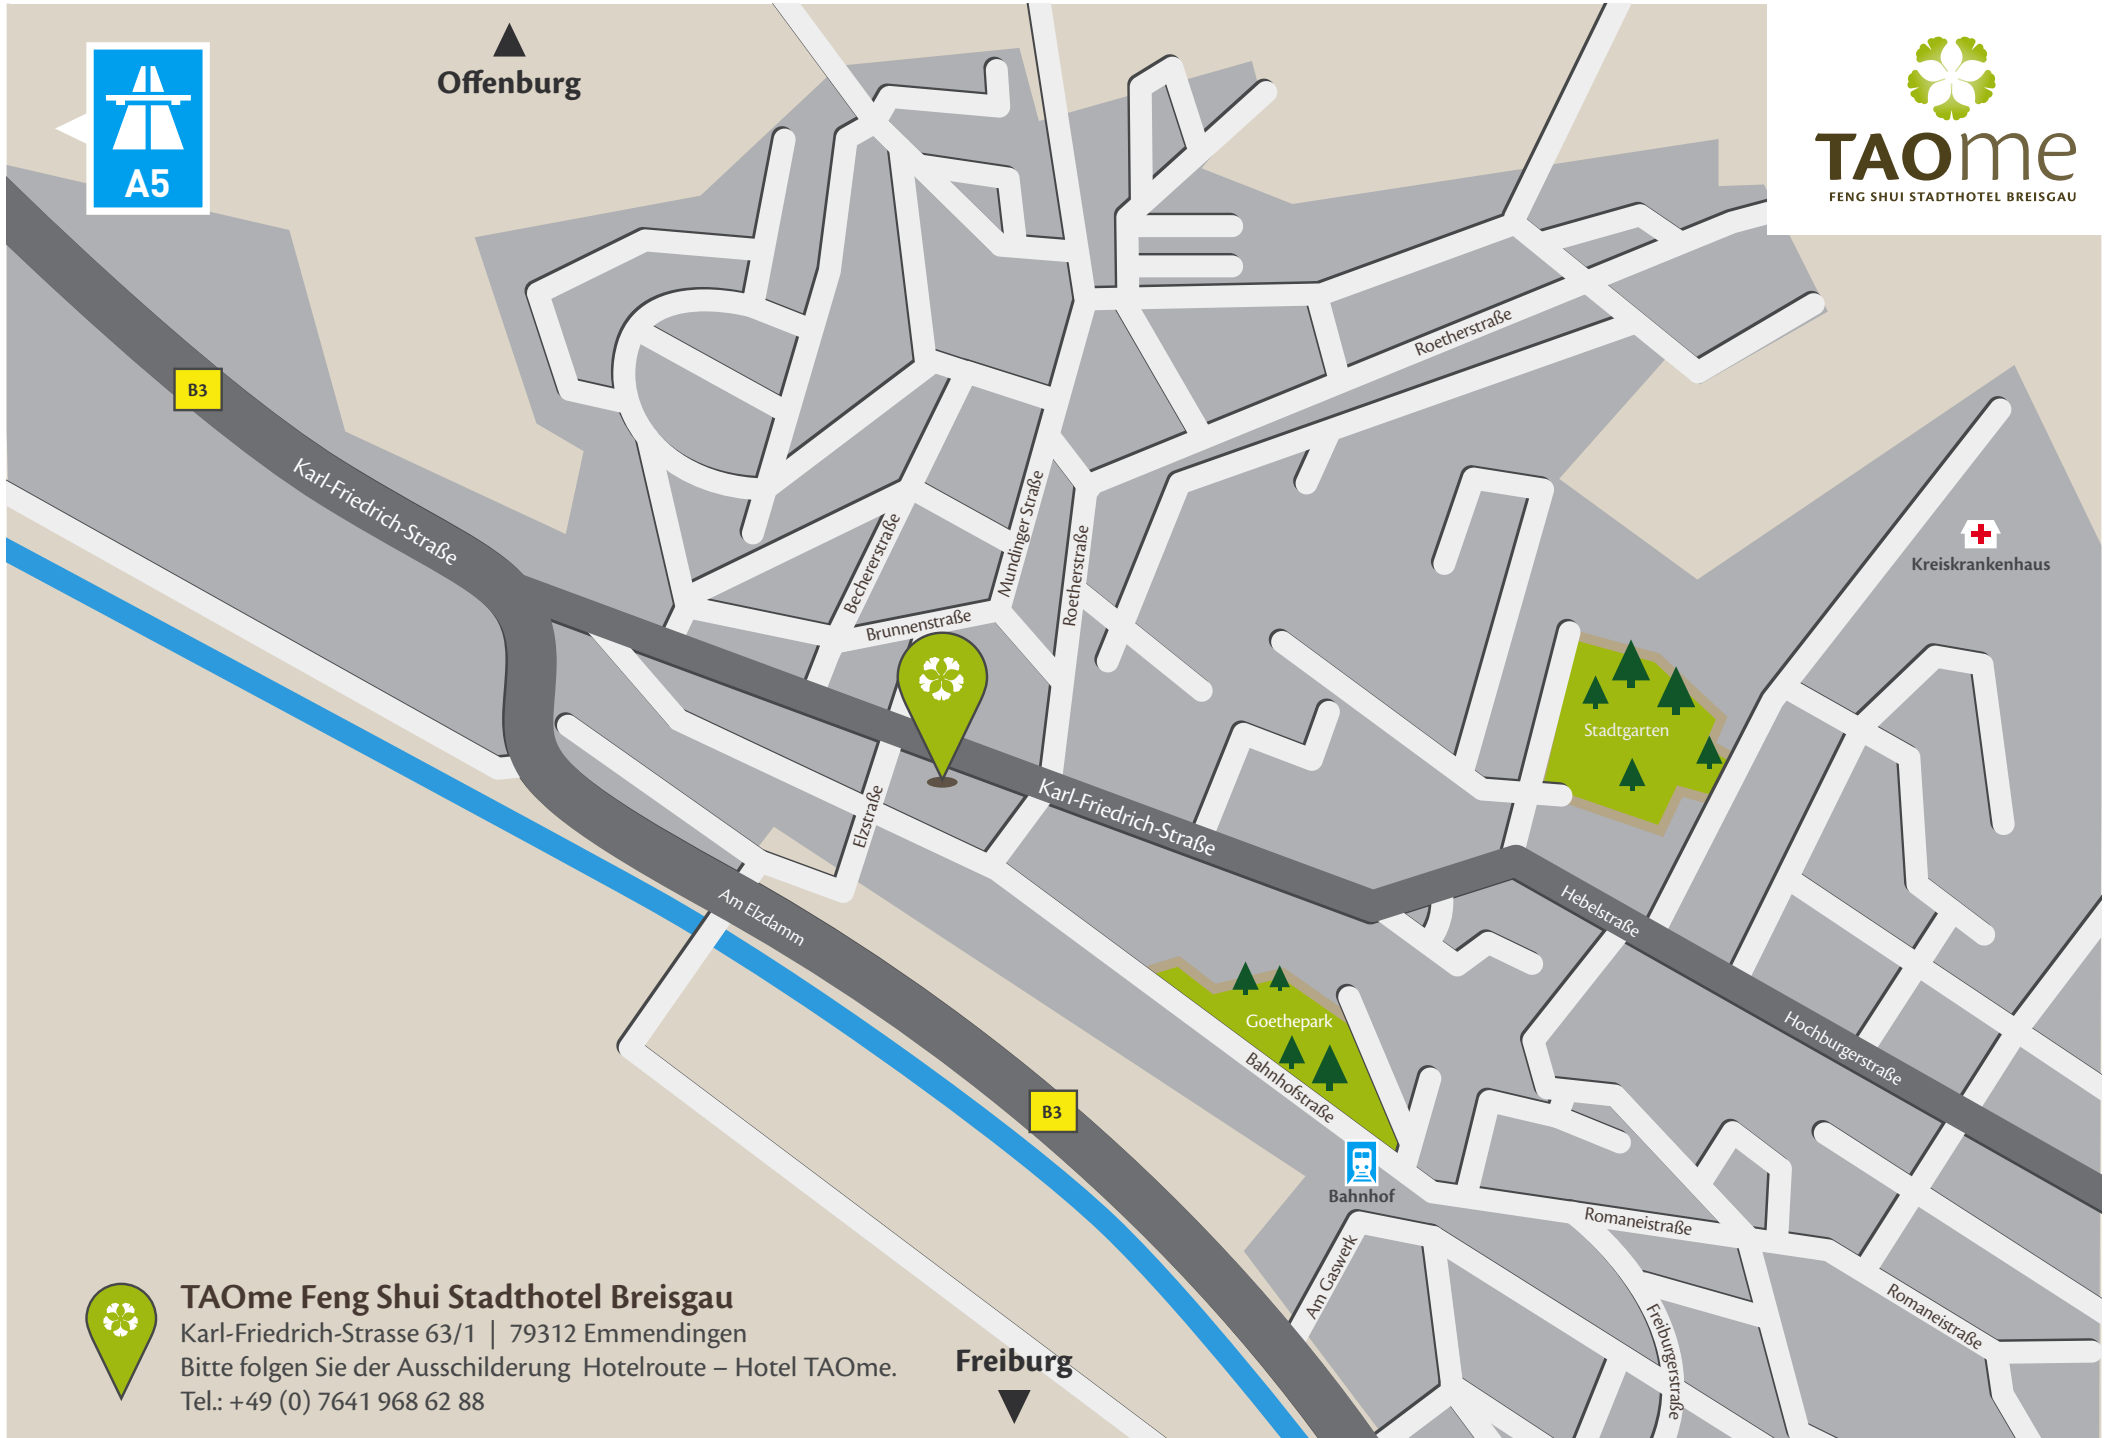 Offenburg
A5
TAOme
FENG SHUI STADTHOTEL BREISGAU
B3
Karl-Friedrich-Straße
Roetherstraße
Mundinger Straße
Bechererstraße
Roetherstraße
Brunnenstraße
Kreiskrankenhaus
Stadtgarten
Elzstraße
Karl-Friedrich-Straße
Am Elzdamm
Hebelstraße
Goethepark
Hochburgerstraße
Bahnhofstraße
B3
Bahnhof
Romaneistraße
Am Gaswerk
Romaneistraße
Freiburgerstraße
TAOme Feng Shui Stadthotel Breisgau
Karl-Friedrich-Strasse 63/1 | 79312 Emmendingen
Bitte folgen Sie der Ausschilderung Hotelroute – Hotel TAOme.
Tel.: +49 (0) 7641 968 62 88
Freiburg